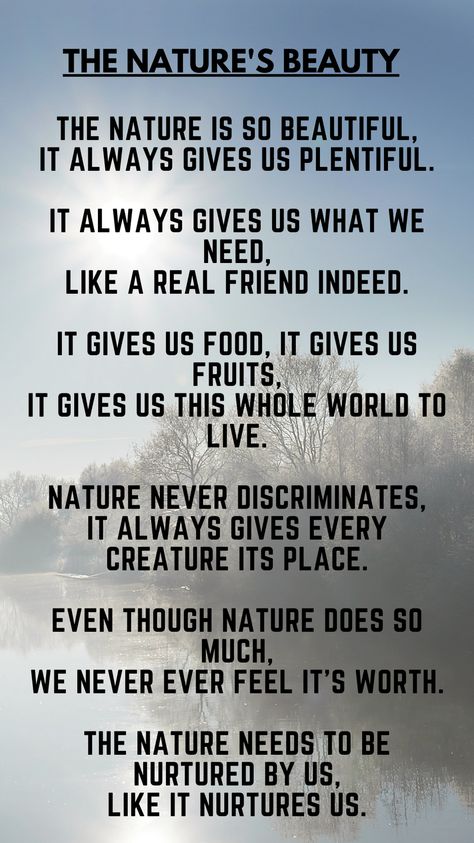 THE NATURE'S BEAUTY
THE NATURE IS SO BEAUTIFUL,
IT ALWAYS GIVES US PLENTIFUL.
IT ALWAYS GIVES US WHAT WE
NEED,
LIKE A REAL FRIEND INDEED.
IT GIVES US FOOD, IT GIVES US
FRUITS,
IT GIVES US THIS WHOLE WORLD TO
LIVE.
NATURE NEVER DISCRIMINATES,
IT ALWAYS GIVES EVERY
CREATURE ITS PLACE.
EVEN THOUGH NATURE DOES SO
MUCH,
WE NEVER EVER FEEL IT'S WORTH.
THE NATURE NEEDS TO BE
NURTURED BY US,
LIKE IT NURTURES US.